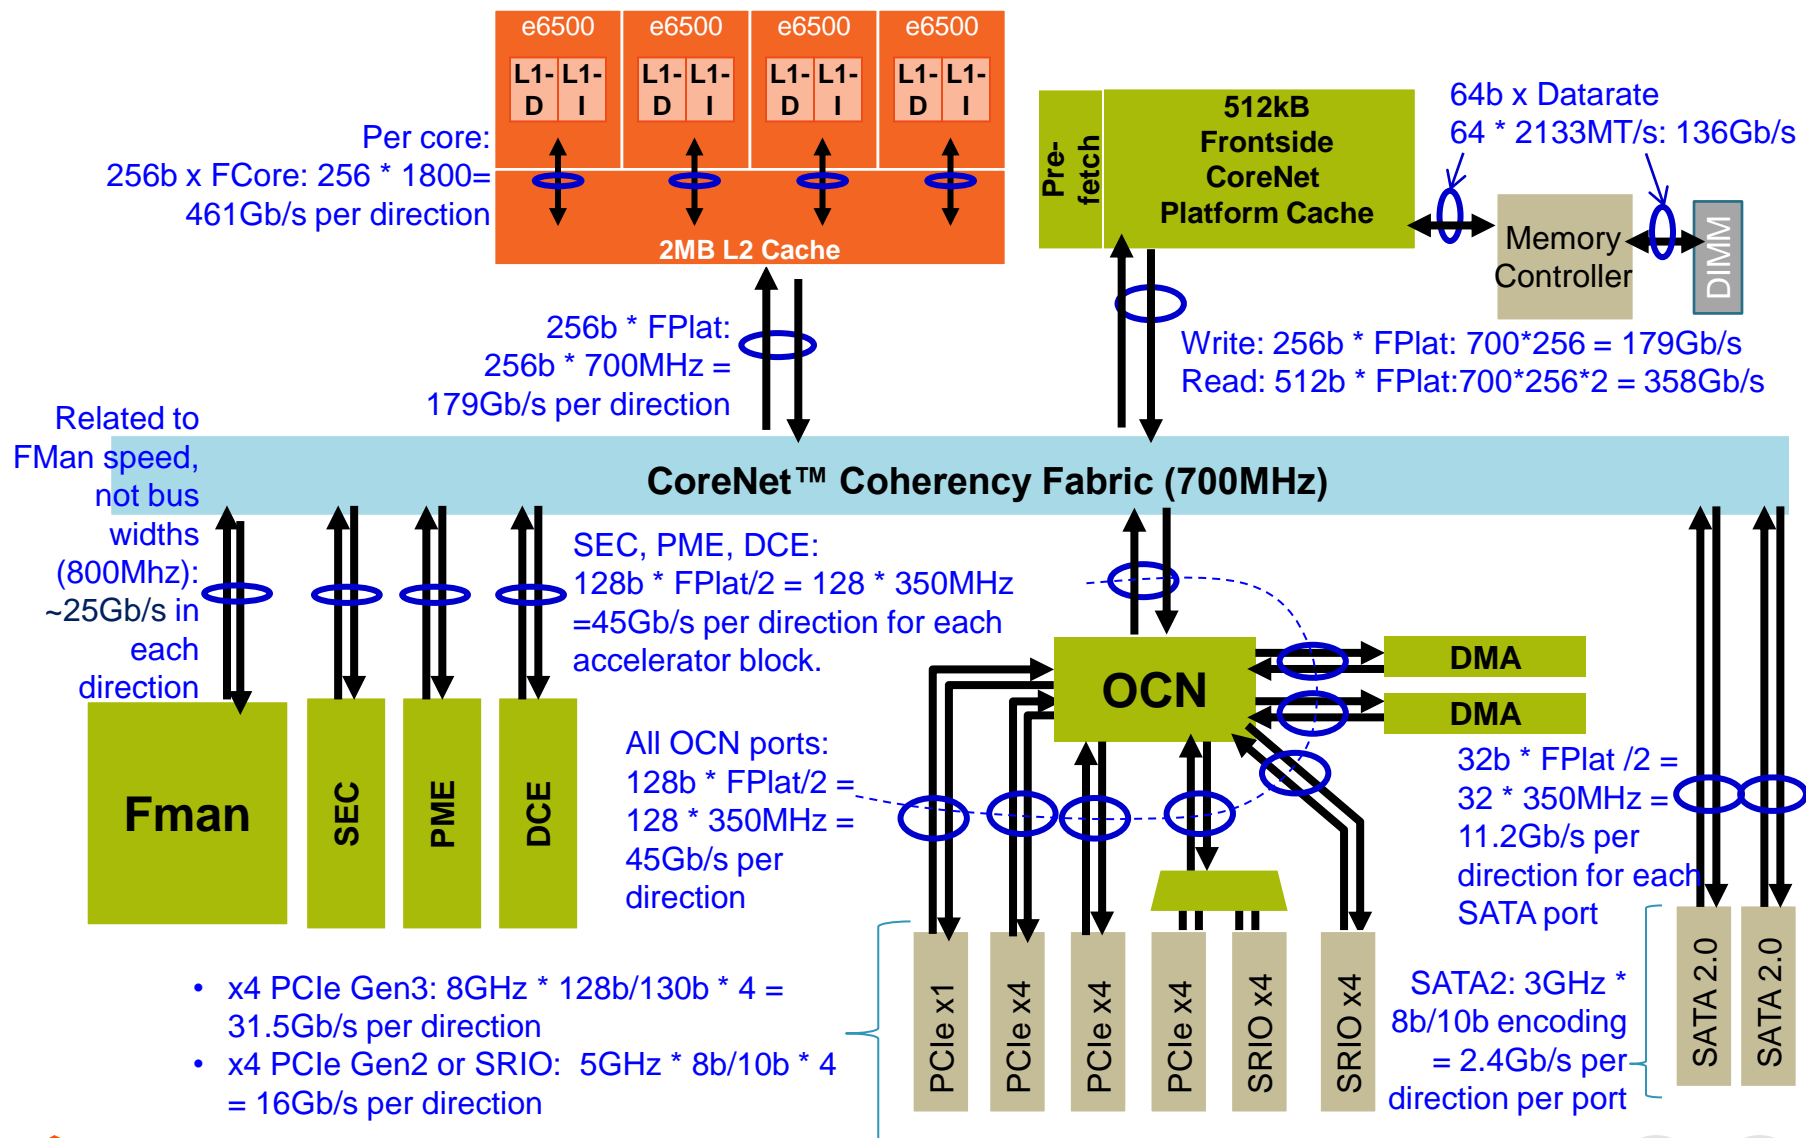 e6500
e6500
e6500
e6500
L1-
D
L1-
I
L1-
D
L1-
I
L1-
D
L1-
I
L1-
D
L1-
I
2MB L2 Cache
Per core:
256b x FCore: 256 * 1800=
461Gb/s per direction
Pre-
fetch
512kB
Frontside
CoreNet
Platform Cache
64b x Datarate
64 * 2133MT/s: 136Gb/s
Memory
Controller
DIMM
256b * FPlat:
256b * 700MHz =
179Gb/s per direction
Write: 256b * FPlat: 700*256 = 179Gb/s
Read: 512b * FPlat:700*256*2 = 358Gb/s
CoreNet™ Coherency Fabric (700MHz)
Related to
FMan speed,
not bus
widths
(800Mhz):
~25Gb/s in
each
direction
SEC, PME, DCE:
128b * FPlat/2 = 128 * 350MHz
=45Gb/s per direction for each
accelerator block.
OCN
DMA
DMA
Fman
SEC
PME
DCE
All OCN ports:
128b * FPlat/2 =
128 * 350MHz =
45Gb/s per
direction
32b * FPlat /2 =
32 * 350MHz =
11.2Gb/s per
direction for each
SATA port
• x4 PCIe Gen3: 8GHz * 128b/130b * 4 =
31.5Gb/s per direction
• x4 PCIe Gen2 or SRIO: 5GHz * 8b/10b * 4
= 16Gb/s per direction
PCIe x1
PCIe x4
PCIe x4
PCIe x4
SRIO x4
SRIO x4
SATA2: 3GHz *
8b/10b encoding
= 2.4Gb/s per
direction per port
SATA 2.0
SATA 2.0